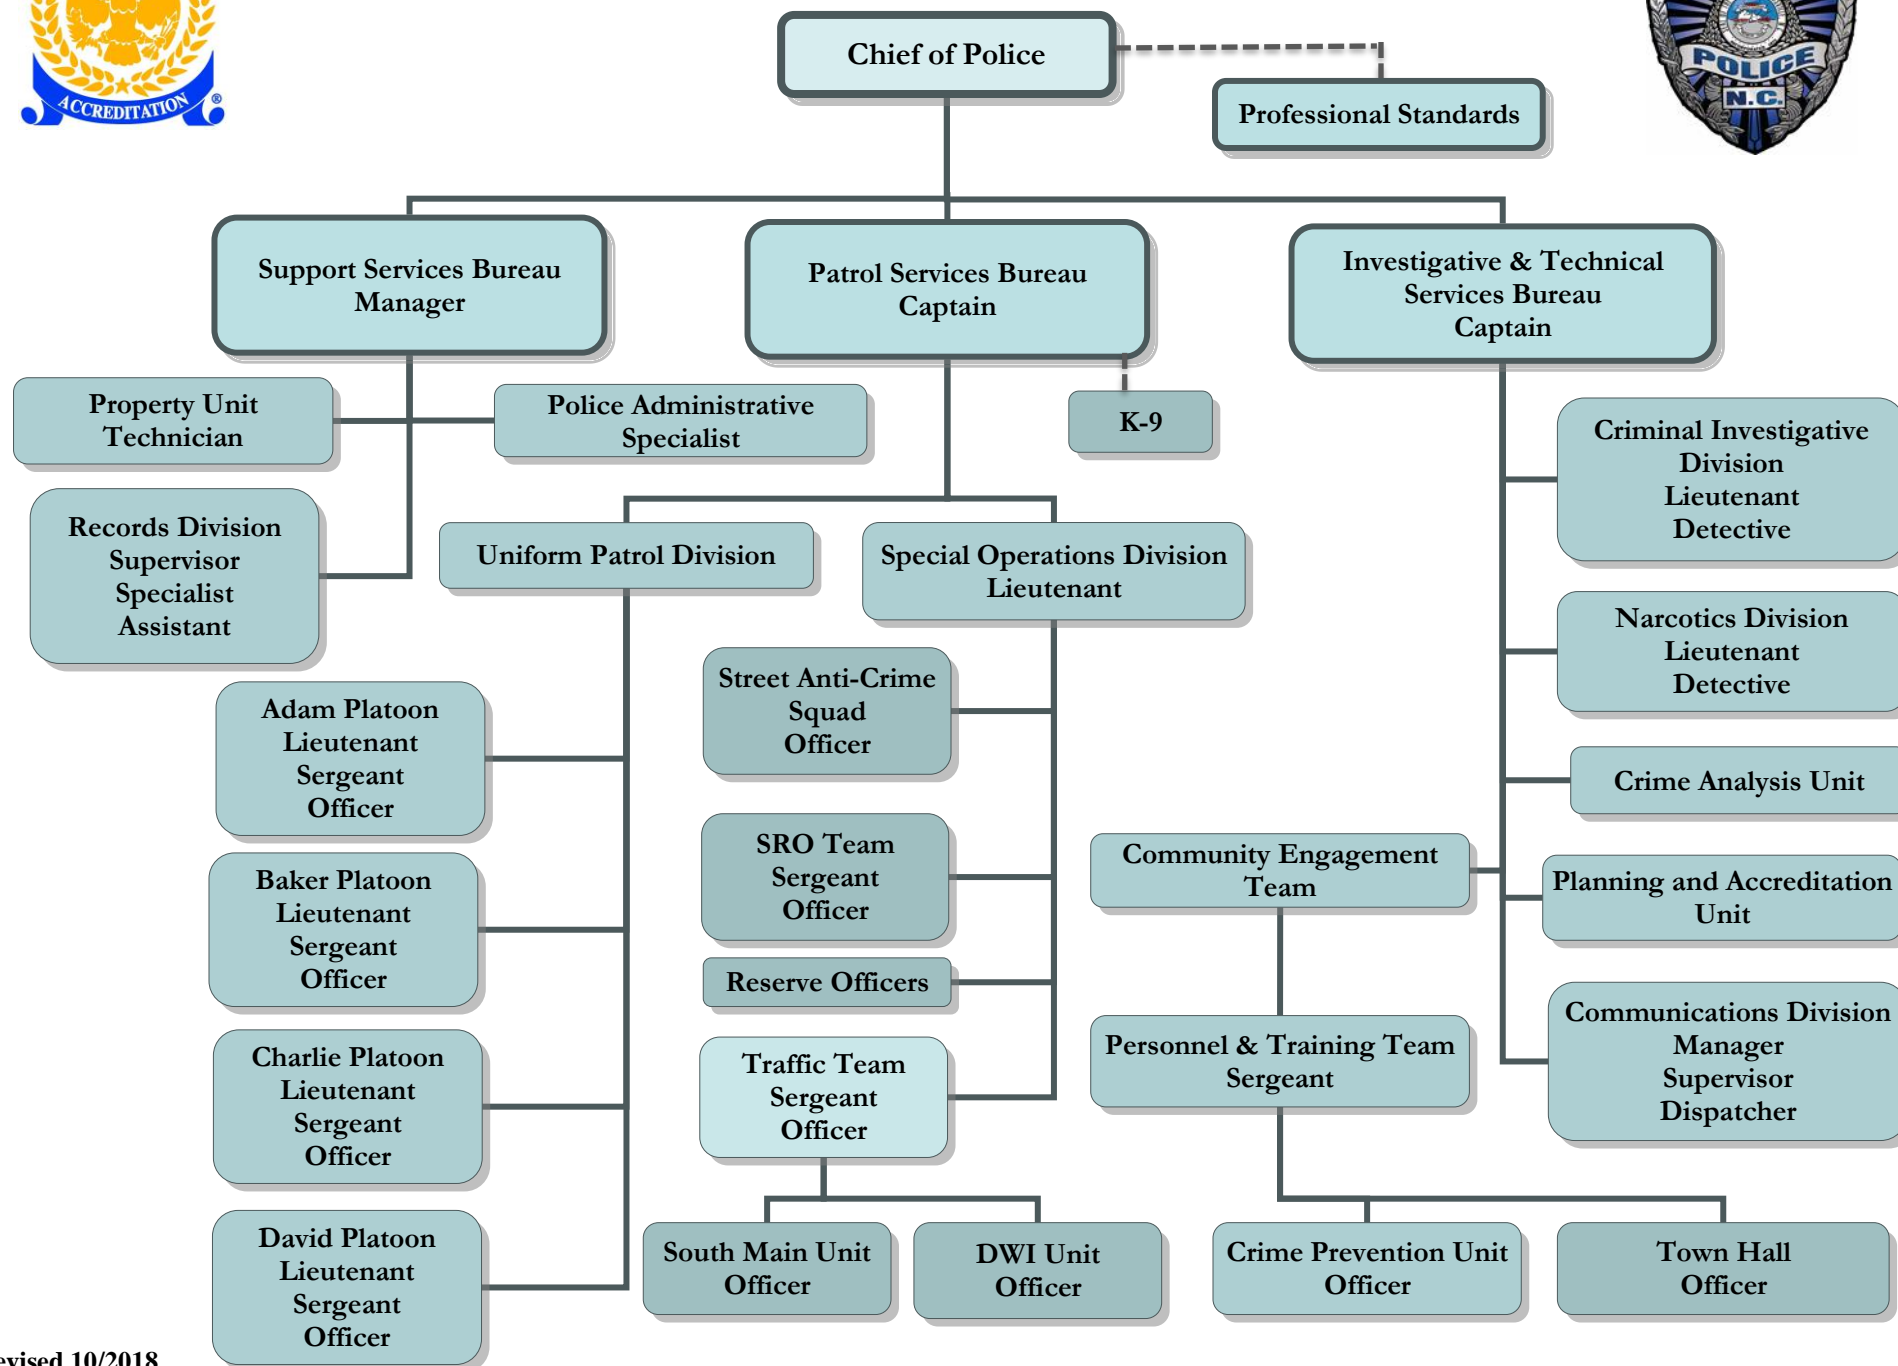 ACCREDITATION
®
POLICE
N.C.
Chief of Police
Professional Standards
Support Services Bureau
Manager
Patrol Services Bureau
Captain
Investigative & Technical
Services Bureau
Captain
Property Unit
Technician
Police Administrative
Specialist
K-9
Records Division
Supervisor
Specialist
Assistant
Uniform Patrol Division
Special Operations Division
Lieutenant
Criminal Investigative
Division
Lieutenant
Detective
Narcotics Division
Lieutenant
Detective
Crime Analysis Unit
Planning and Accreditation
Unit
Communications Division
Manager
Supervisor
Dispatcher
Adam Platoon
Lieutenant
Sergeant
Officer
Baker Platoon
Lieutenant
Sergeant
Officer
Charlie Platoon
Lieutenant
Sergeant
Officer
David Platoon
Lieutenant
Sergeant
Officer
Street Anti-Crime
Squad
Officer
SRO Team
Sergeant
Officer
Reserve Officers
Traffic Team
Sergeant
Officer
South Main Unit
Officer
DWI Unit
Officer
Community Engagement
Team
Personnel & Training Team
Sergeant
Crime Prevention Unit
Officer
Town Hall
Officer
evised 10/2018